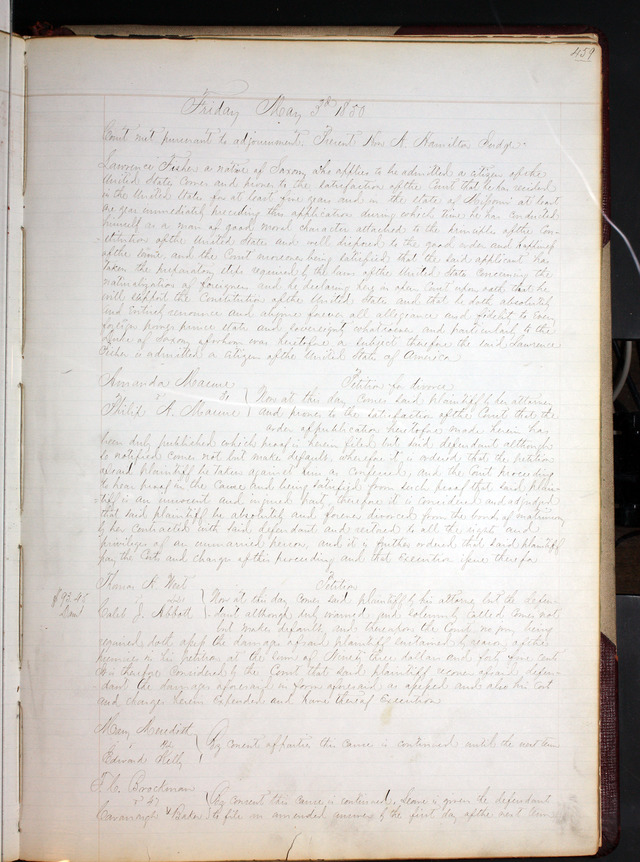 459
Friday May 3rd 1850
Court met pursuant to adjournment. Present Hon A. Hamilton Judge
Lawrence Fisher a native of Saxony who applies to be admitted a citizen of the
United States Comes and proves to the satisfaction of the Court that he has resided
in the United States for at least five years and in the state of Missouri at least
one year immediately preceding this application during which time he has conducted
himself as a man of good moral character attached to the principles of the Con-
stitution of the United States and well disposed to the good order and happiness
of the same and the Court moreover being satisfied that the said applicant has
taken the preparatory steps required by the laws of the United States concerning the
naturalization of foreigners and he declaring here in open Court upon oath that he
will support the Constitution of the United States and that he doth absolutely
and entirely renounce and abjure forever all allegiance and fidelity to every
foreign power prince state and sovereignty whatsoever and particularly to the
of Saxony of whom was heretofore a subject therefore the said Lawrence
Fisher is admitted a citizen of the United States of America
Petition for divorce
Now at this day Comes said plaintiff by her attorney
Philip A.
and proves to the satisfaction of the Court that the
order of publication heretofore made herein has
been duly published which proof is herein filed but said defendant although
so notified comes not but makes default, wherefore it is ordered that the petition
of said plaintiff be taken against him as Confessed, and the Court proceeding
to hear proof in the Cause and being satisfied from such proof that said plain-
tiff is an innocent and injured party, therefore it is considered and adjudged
that said plaintiff be absolutely and forever divorced from the bonds of matrimony
by her contracted with said defendant and restored to all the rights and
privileges of an unmarried person, and it is further ordered that said plaintiff
pay the Costs and charges of this proceeding and that Execution issue therefor
Thomas A. West
Petition
$93.45
Now at this day comes said plaintiff by his attorney but the defen-
Caleb J. Abbott
dant although duly warned and solemnly called comes not
but makes default, and thereupon the Court no jury being
required doth assess the damages of said plaintiff sustained by reason of the
premises in his petition at the sum of Ninety three dollars and forty five cents
It is therefore Considered by the Court that said plaintiff recover of said defen-
dant the damages aforesaid in form aforesaid as assessed and also his Costs
and charges herein expended and have thereof Execution
Mary
By consent of parties this cause is continued until the next term
Edward Kelly
Brockman
vs 47
By consent this cause is continued. Leave is given the defendant
Cavanaugh & Baker
to file an amended answer by the first day of the next term